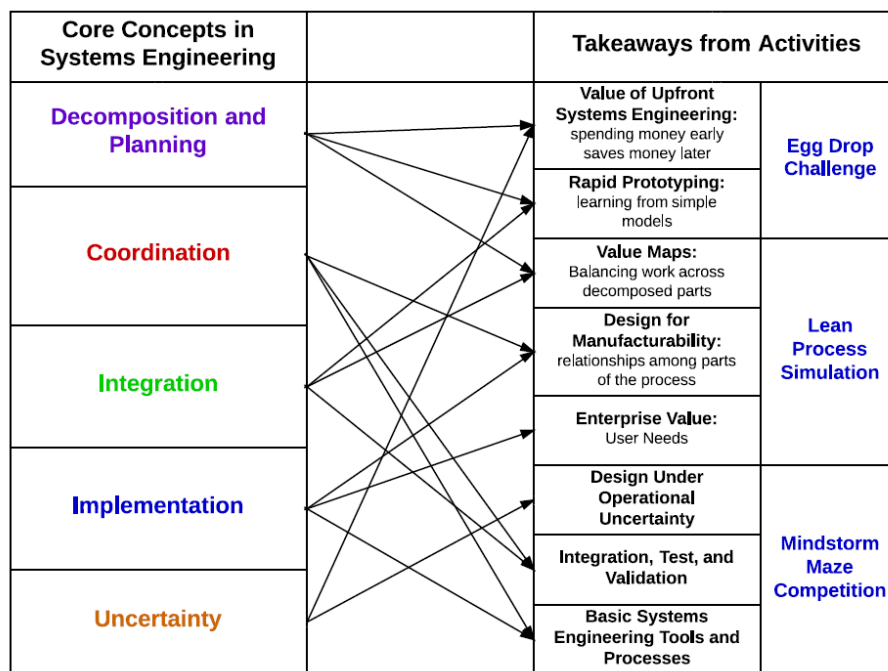 Core Concepts in
Systems Engineering
Takeaways from Activities
Decomposition and
Planning
Coordination
Integration
Implementation
Uncertainty
Value of Upfront
Systems Engineering:
spending money early
saves money later
Rapid Prototyping:
learning from simple
models
Egg Drop
Challenge
Value Maps:
Balancing work across
decomposed parts
Design for
Manufacturability:
relationships among parts
of the process
Enterprise Value:
User Needs
Lean
Process
Simulation
Design Under
Operational
Uncertainty
Integration, Test, and
Validation
Basic Systems
Engineering Tools and
Processes
Mindstorm
Maze
Competition